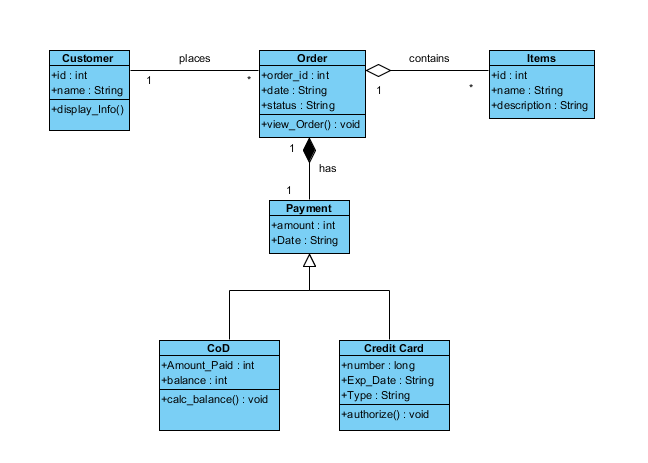 Customer
+id : int
+name : String
+display_Info()
places
1
*
Order
+order_id : int
+date : String
+status : String
+view_Order() : void
contains
1
*
Items
+id : int
+name : String
+description : String
1
has
1
Payment
+amount : int
+Date : String
CoD
+Amount_Paid : int
+balance : int
+calc_balance() : void
Credit Card
+number : long
+Exp_Date : String
+Type : String
+authorize() : void